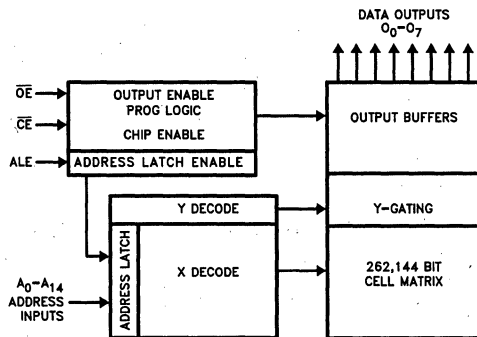 DATA OUTPUTS
O0–O7
OE
CE
ALE
OUTPUT ENABLE
PROG LOGIC
CHIP ENABLE
ADDRESS LATCH ENABLE
OUTPUT BUFFERS
Y DECODE
Y-GATING
ADDRESS LATCH
X DECODE
262,144 BIT
CELL MATRIX
A0–A14
ADDRESS
INPUTS